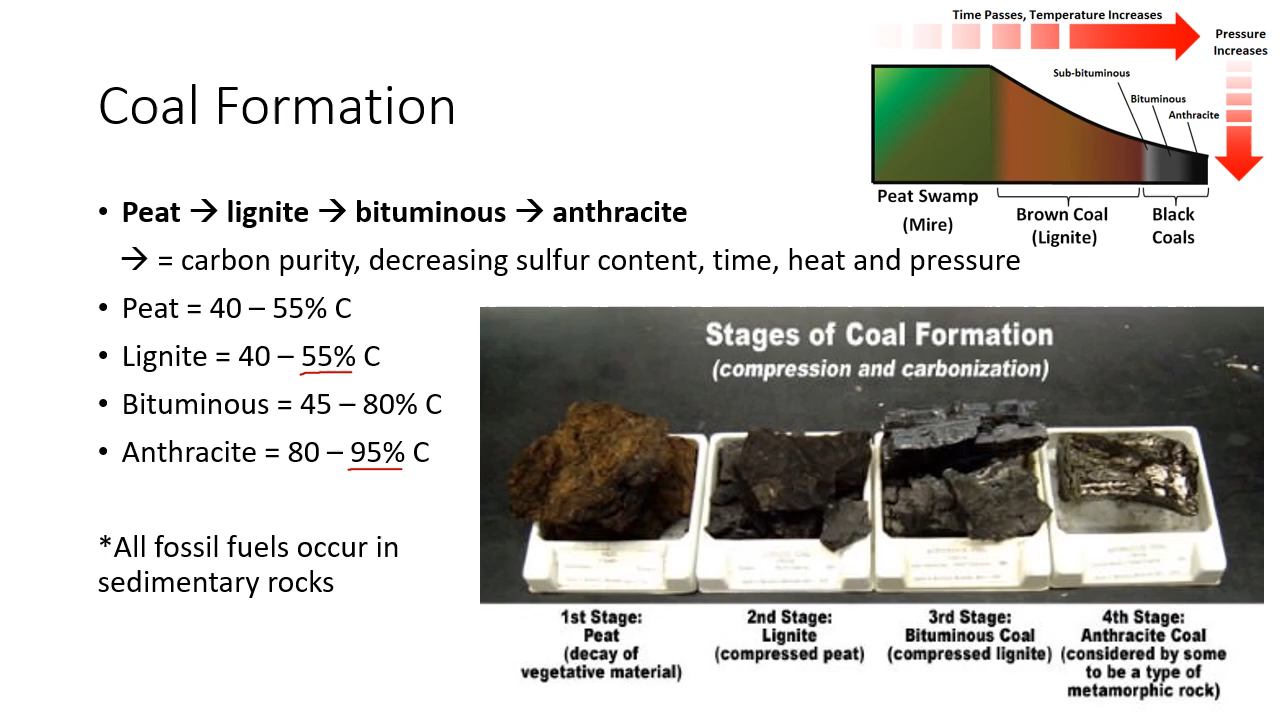 Time Passes, Temperature Increases
Pressure
Increases
Sub-bituminous
Bituminous
Anthracite
Peat Swamp
(Mire)
Brown Coal
(Lignite)
Black
Coals
Coal Formation
• Peat → lignite → bituminous → anthracite
→ = carbon purity, decreasing sulfur content, time, heat and pressure
• Peat = 40 – 55% C
• Lignite = 40 – 55% C
• Bituminous = 45 – 80% C
• Anthracite = 80 – 95% C
*All fossil fuels occur in
sedimentary rocks
Stages of Coal Formation
(compression and carbonization)
1st Stage:
Peat
(decay of
vegetative material)
2nd Stage:
Lignite
(compressed peat)
3rd Stage:
Bituminous Coal
(compressed lignite)
4th Stage:
Anthracite Coal
(considered by some
to be a type of
metamorphic rock)